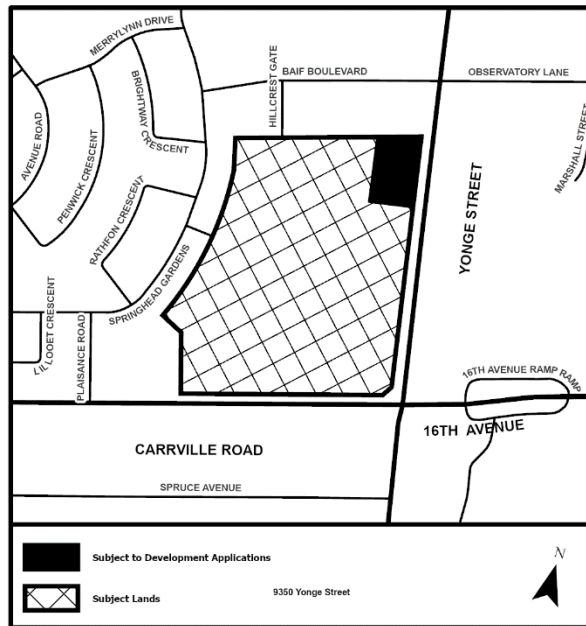 MERRYLYNN DRIVE
BRIGHTWAY CRESCENT
HILLCREST GATE
BAIF BOULEVARD
OBSERVATORY LANE
AVENUE ROAD
PENWICK CRESCENT
MARSHALL STREET
RATHFON CRESCENT
YONGE STREET
SPRINGHEAD GARDENS
LILLOOET CRESCENT
PLAISANCE ROAD
16TH AVENUE RAMP RAMP
16TH AVENUE
CARRVILLE ROAD
SPRUCE AVENUE
Subject to Development Applications
N
Subject Lands
9350 Yonge Street